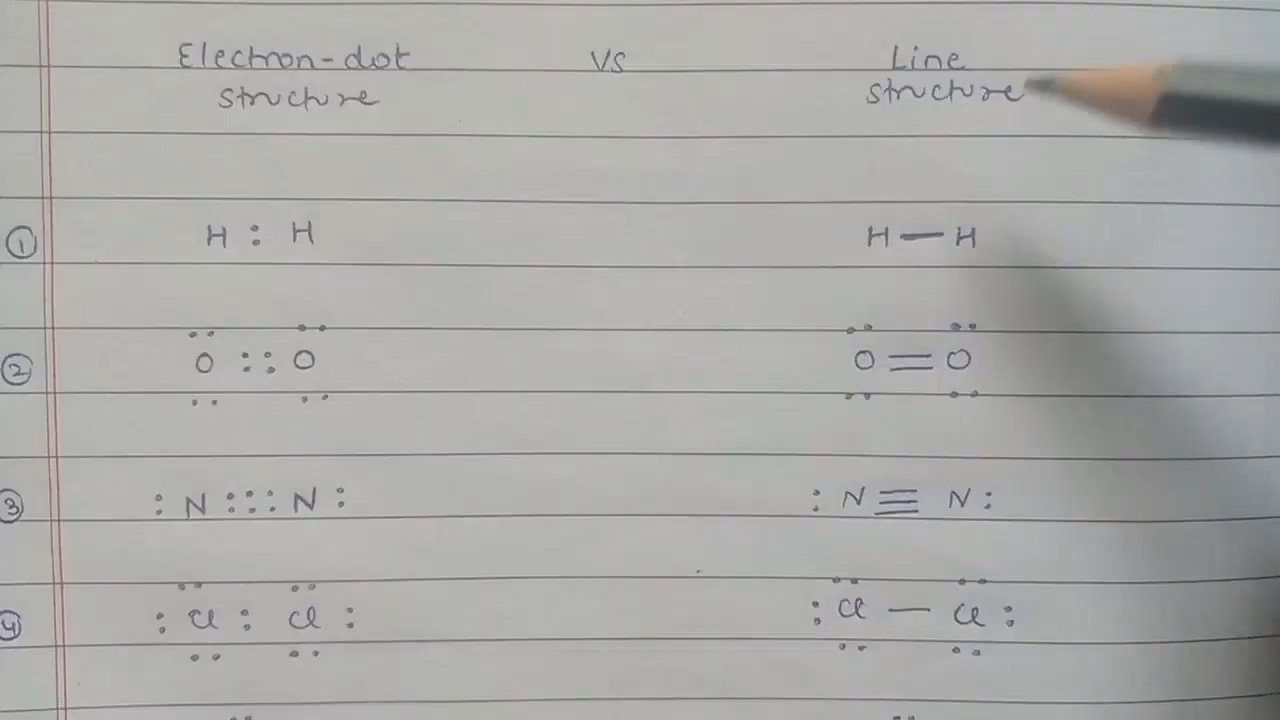 Electron-dot vs Line
structure structure
① H : H H — H
② O :: O O = O
③ : N ::: N : : N ≡ N :
④ : Cl : Cl : : Cl — Cl :